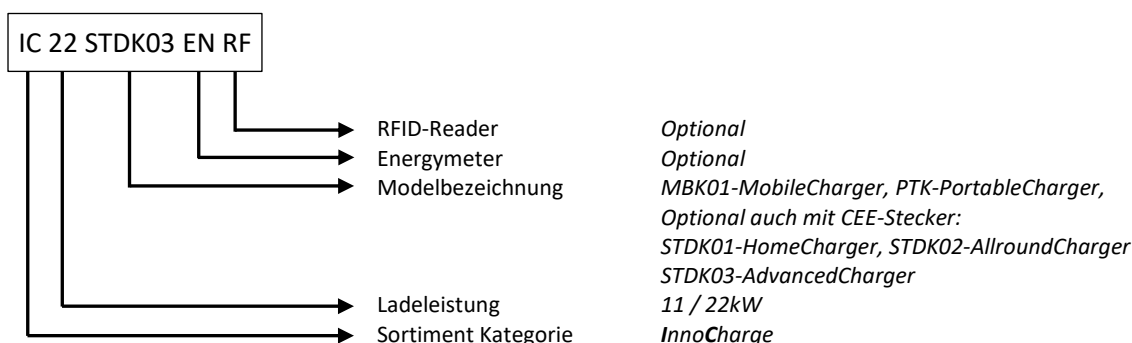 IC 22 STDK03 EN RF
RFID-Reader Optional
Energymeter Optional
Modelbezeichnung MBK01-MobileCharger, PTK-PortableCharger,
Optional auch mit CEE-Stecker:
STDK01-HomeCharger, STDK02-AllroundCharger
STDK03-AdvancedCharger
Ladeleistung 11 / 22kW
Sortiment Kategorie InnoCharge